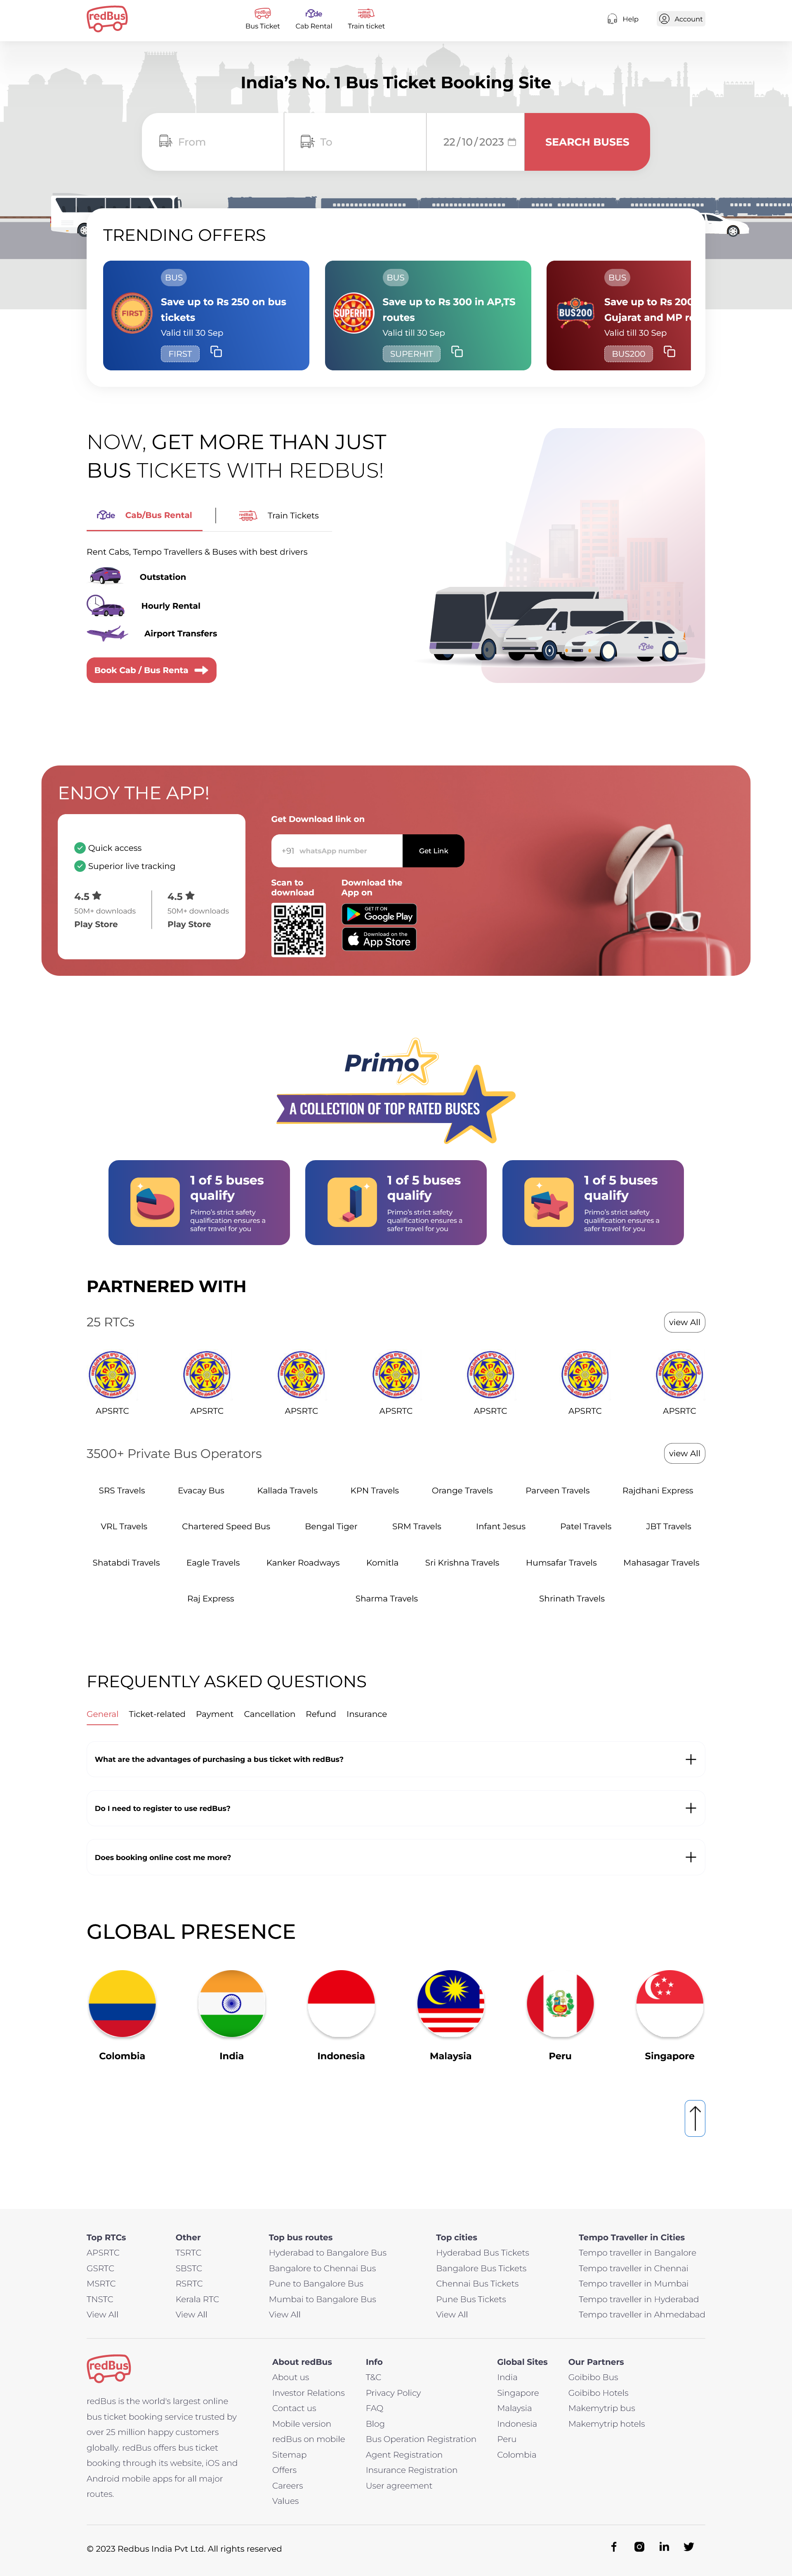 redBus
Bus Ticket
Cab Rental
Train ticket
Help
Account
India's No. 1 Bus Ticket Booking Site
From
To
22/10/2023
SEARCH BUSES
TRENDING OFFERS
BUS
FIRST
Save up to Rs 250 on bus
tickets
Valid till 30 Sep
FIRST
BUS
SUPERHIT
Save up to Rs 300 in AP,TS
routes
Valid till 30 Sep
SUPERHIT
BUS
BUS200
Save up to Rs 200
Gujarat and MP r
Valid till 30 Sep
BUS200
NOW, GET MORE THAN JUST
BUS TICKETS WITH REDBUS!
ryde
Cab/Bus Rental
redRail
Train Tickets
Rent Cabs, Tempo Travellers & Buses with best drivers
Outstation
Hourly Rental
Airport Transfers
Book Cab / Bus Renta
ENJOY THE APP!
Quick access
Superior live tracking
4.5
50M+ downloads
Play Store
4.5
50M+ downloads
Play Store
Get Download link on
+91 whatsApp number
Get Link
Scan to
download
Download the
App on
GET IT ON
Google Play
Download on the
App Store
Primo
A COLLECTION OF TOP RATED BUSES
1 of 5 buses
qualify
Primo's strict safety
qualification ensures a
safer travel for you
1 of 5 buses
qualify
Primo's strict safety
qualification ensures a
safer travel for you
1 of 5 buses
qualify
Primo's strict safety
qualification ensures a
safer travel for you
PARTNERED WITH
25 RTCs
view All
APSRTC
APSRTC
APSRTC
APSRTC
APSRTC
APSRTC
APSRTC
3500+ Private Bus Operators
view All
SRS Travels Evacay Bus Kallada Travels KPN Travels Orange Travels Parveen Travels Rajdhani Express
VRL Travels Chartered Speed Bus Bengal Tiger SRM Travels Infant Jesus Patel Travels JBT Travels
Shatabdi Travels Eagle Travels Kanker Roadways Komitla Sri Krishna Travels Humsafar Travels Mahasagar Travels
Raj Express Sharma Travels Shrinath Travels
FREQUENTLY ASKED QUESTIONS
General Ticket-related Payment Cancellation Refund Insurance
What are the advantages of purchasing a bus ticket with redBus?
Do I need to register to use redBus?
Does booking online cost me more?
GLOBAL PRESENCE
Colombia
India
Indonesia
Malaysia
Peru
Singapore
Top RTCs
APSRTC
GSRTC
MSRTC
TNSTC
View All
Other
TSRTC
SBSTC
RSRTC
Kerala RTC
View All
Top bus routes
Hyderabad to Bangalore Bus
Bangalore to Chennai Bus
Pune to Bangalore Bus
Mumbai to Bangalore Bus
View All
Top cities
Hyderabad Bus Tickets
Bangalore Bus Tickets
Chennai Bus Tickets
Pune Bus Tickets
View All
Tempo Traveller in Cities
Tempo traveller in Bangalore
Tempo traveller in Chennai
Tempo traveller in Mumbai
Tempo traveller in Hyderabad
Tempo traveller in Ahmedabad
redBus
redBus is the world's largest online
bus ticket booking service trusted by
over 25 million happy customers
globally. redBus offers bus ticket
booking through its website, iOS and
Android mobile apps for all major
routes.
About redBus
About us
Investor Relations
Contact us
Mobile version
redBus on mobile
Sitemap
Offers
Careers
Values
Info
T&C
Privacy Policy
FAQ
Blog
Bus Operation Registration
Agent Registration
Insurance Registration
User agreement
Global Sites
India
Singapore
Malaysia
Indonesia
Peru
Colombia
Our Partners
Goibibo Bus
Goibibo Hotels
Makemytrip bus
Makemytrip hotels
© 2023 Redbus India Pvt Ltd. All rights reserved